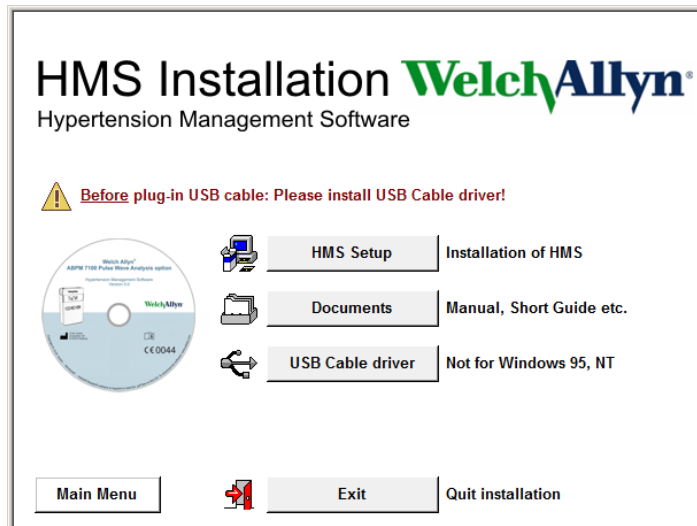 HMS Installation WelchAllyn®
Hypertension Management Software
Before plug-in USB cable: Please install USB Cable driver!
Welch Allyn®
ABPM 7100 Pulse Wave Analysis option
Hypertension Management Software
WelchAllyn
CE 0044
HMS Setup Installation of HMS
Documents Manual, Short Guide etc.
USB Cable driver Not for Windows 95, NT
Main Menu Exit Quit installation